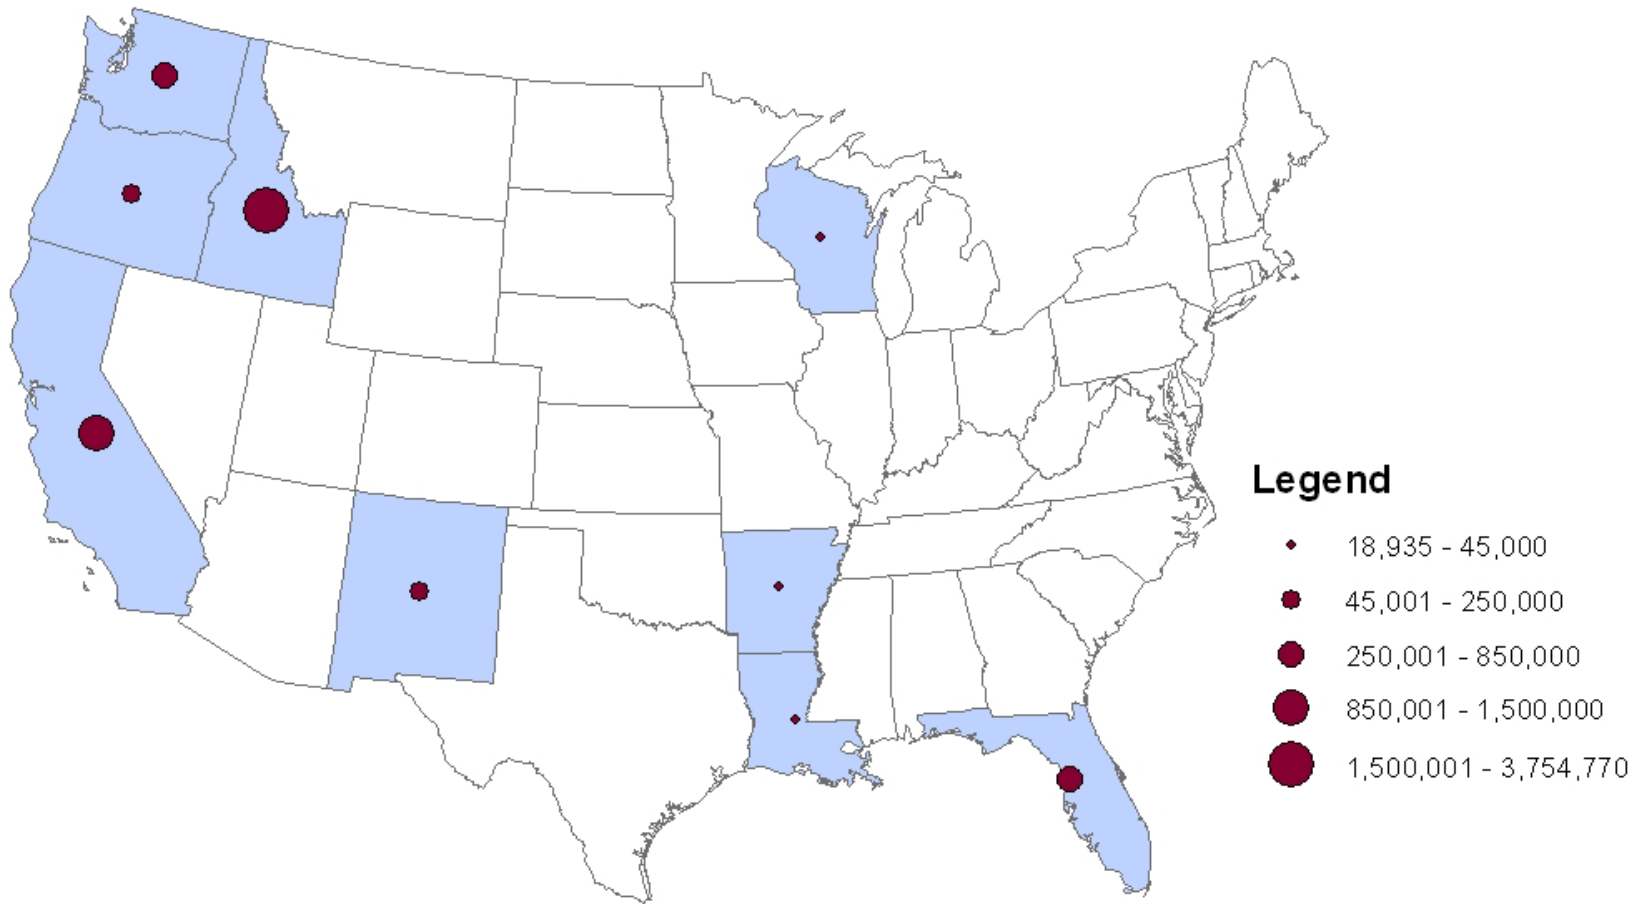 Legend
18,935 - 45,000
45,001 - 250,000
250,001 - 850,000
850,001 - 1,500,000
1,500,001 - 3,754,770